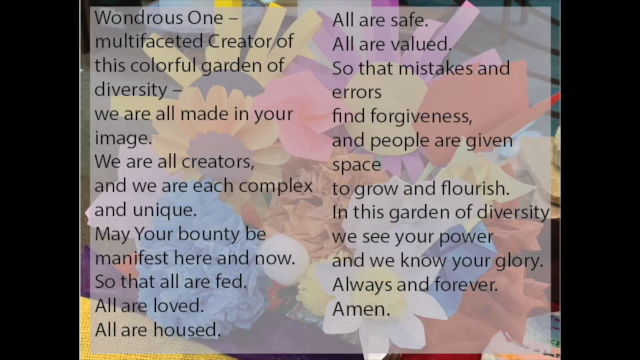 Wondrous One –
multifaceted Creator of
this colorful garden of
diversity –
we are all made in your
image.
We are all creators,
and we are each complex
and unique.
May Your bounty be
manifest here and now.
So that all are fed.
All are loved.
All are housed.
All are safe.
All are valued.
So that mistakes and
errors
find forgiveness,
and people are given
space
to grow and flourish.
In this garden of diversity
we see your power
and we know your glory.
Always and forever.
Amen.